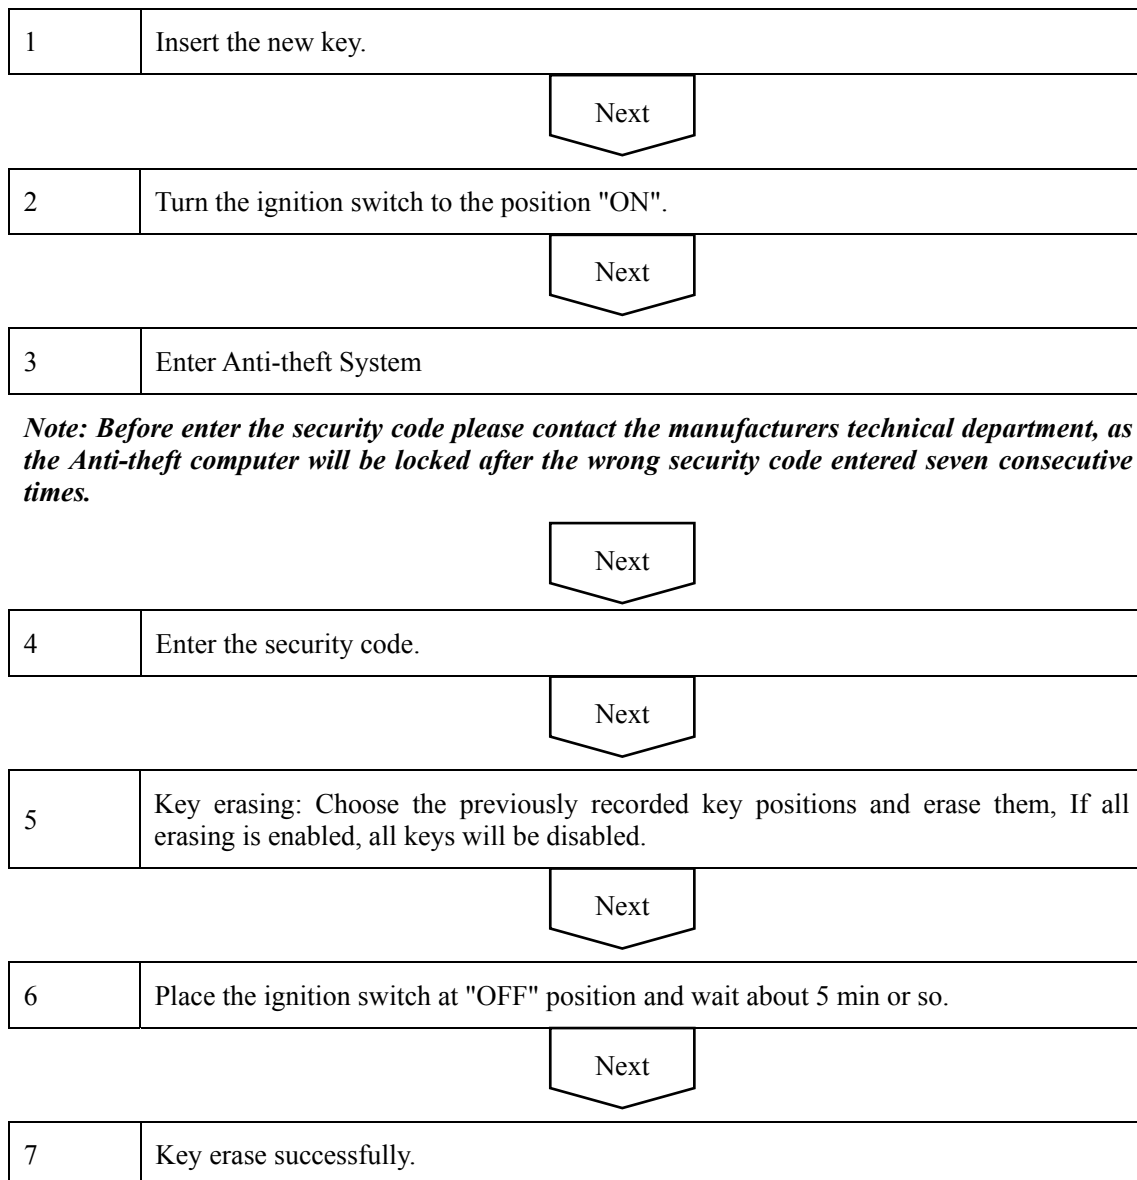 1 Insert the new key.
Next
2 Turn the ignition switch to the position "ON".
Next
3 Enter Anti-theft System
Note: Before enter the security code please contact the manufacturers technical department, as
the Anti-theft computer will be locked after the wrong security code entered seven consecutive
times.
Next
4 Enter the security code.
Next
5 Key erasing: Choose the previously recorded key positions and erase them, If all
erasing is enabled, all keys will be disabled.
Next
6 Place the ignition switch at "OFF" position and wait about 5 min or so.
Next
7 Key erase successfully.